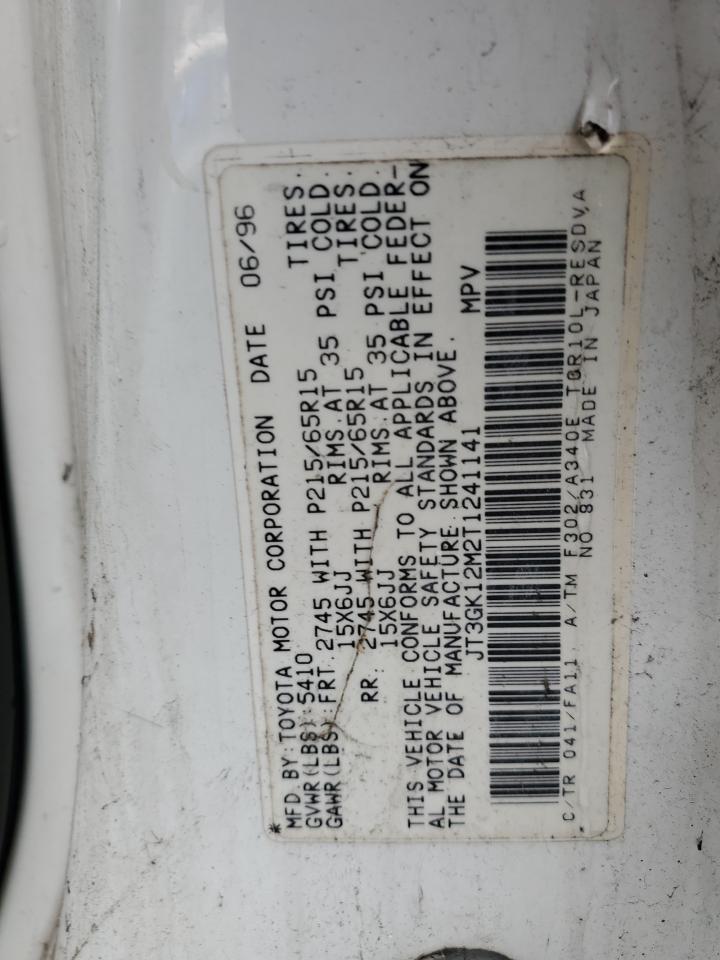 * MFD.BY:TOYOTA MOTOR CORPORATION DATE 06/96
GVWR(LBS):5410
GAWR(LBS):FRT:2745 WITH P215/65R15 TIRES.
15X6JJ RIMS.AT 35 PSI COLD.
RR: 2745 WITH P215/65R15 TIRES.
15X6JJ RIMS.AT 35 PSI COLD.
THIS VEHICLE CONFORMS TO ALL APPLICABLE FEDER-
AL MOTOR VEHICLE SAFETY STANDARDS IN EFFECT ON
THE DATE OF MANUFACTURE SHOWN ABOVE.
JT3GK12M2T1241141 MPV
C/TR 041/FA11 A/TM F302/A340E TCR10L-RESDVA
NO 831 MADE IN JAPAN